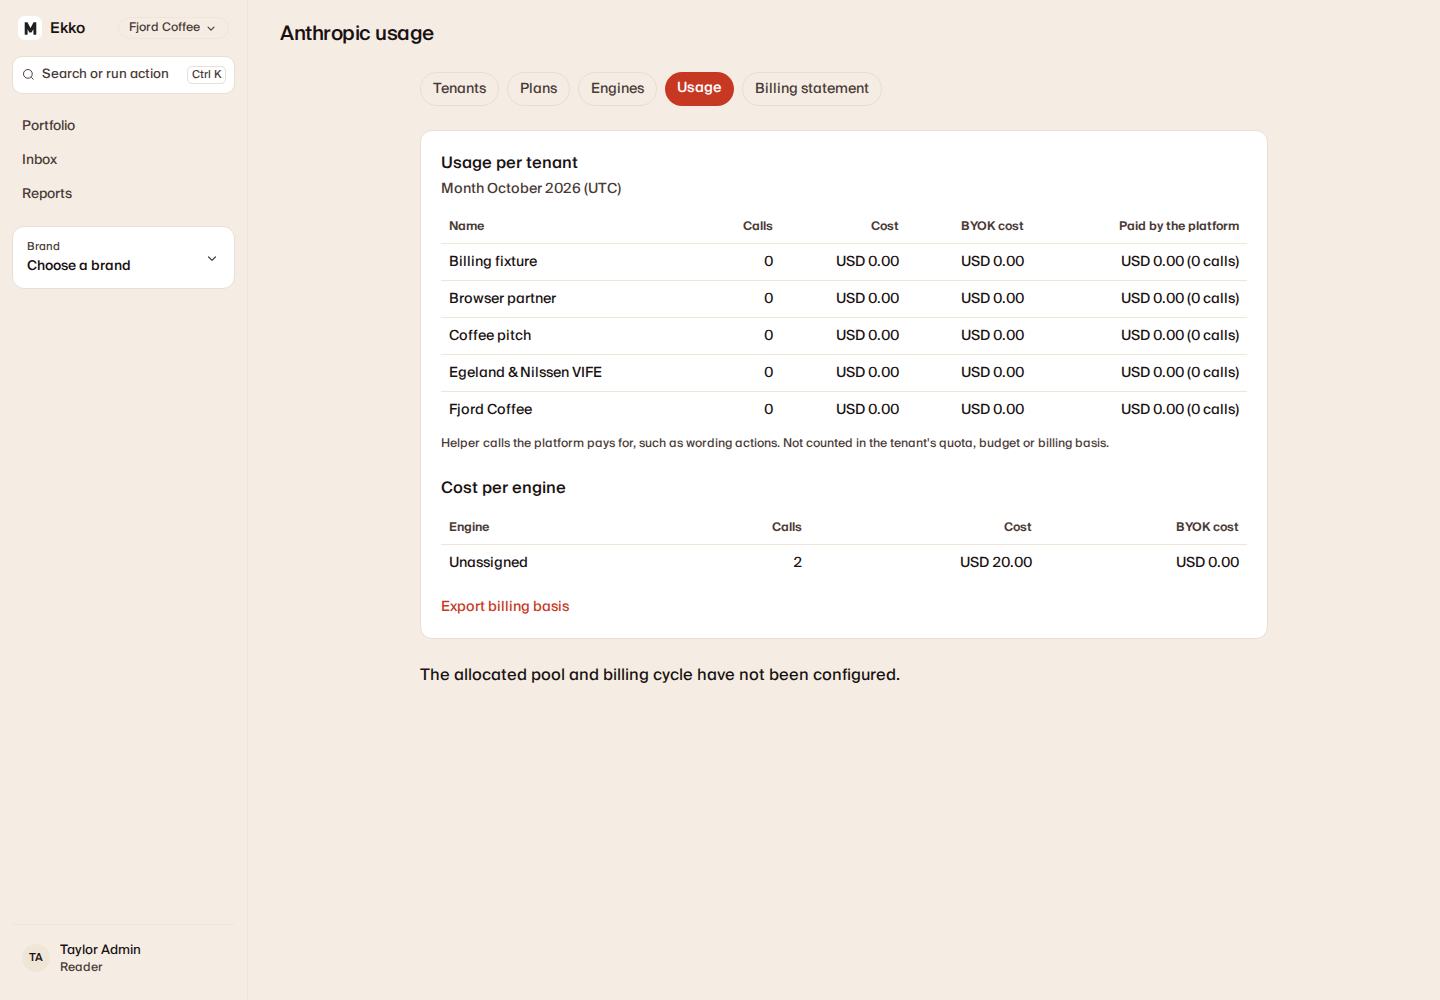 Ekko
Fjord Coffee
Search or run action
Ctrl K
Portfolio
Inbox
Reports
Brand
Choose a brand
TA
Taylor Admin
Reader
Anthropic usage
Tenants
Plans
Engines
Usage
Billing statement
Usage per tenant
Month October 2026 (UTC)
Name Calls Cost BYOK cost Paid by the platform
Billing fixture 0 USD 0.00 USD 0.00 USD 0.00 (0 calls)
Browser partner 0 USD 0.00 USD 0.00 USD 0.00 (0 calls)
Coffee pitch 0 USD 0.00 USD 0.00 USD 0.00 (0 calls)
Egeland & Nilssen VIFE 0 USD 0.00 USD 0.00 USD 0.00 (0 calls)
Fjord Coffee 0 USD 0.00 USD 0.00 USD 0.00 (0 calls)
Helper calls the platform pays for, such as wording actions. Not counted in the tenant's quota, budget or billing basis.
Cost per engine
Engine Calls Cost BYOK cost
Unassigned 2 USD 20.00 USD 0.00
Export billing basis
The allocated pool and billing cycle have not been configured.